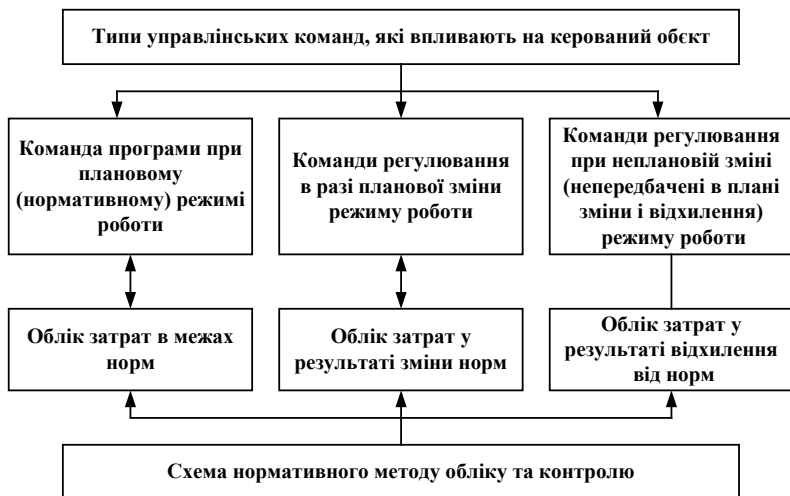 Типи управлінських команд, які впливають на керований обєкт
Команда програми при
плановому
(нормативному) режимі
роботи
Команди регулювання
в разі планової зміни
режиму роботи
Команди регулювання
при неплановій зміні
(непередбачені в плані
зміни і відхилення)
режиму роботи
Облік затрат в межах
норм
Облік затрат у
результаті зміни норм
Облік затрат у
результаті відхилення
від норм
Схема нормативного методу обліку та контролю